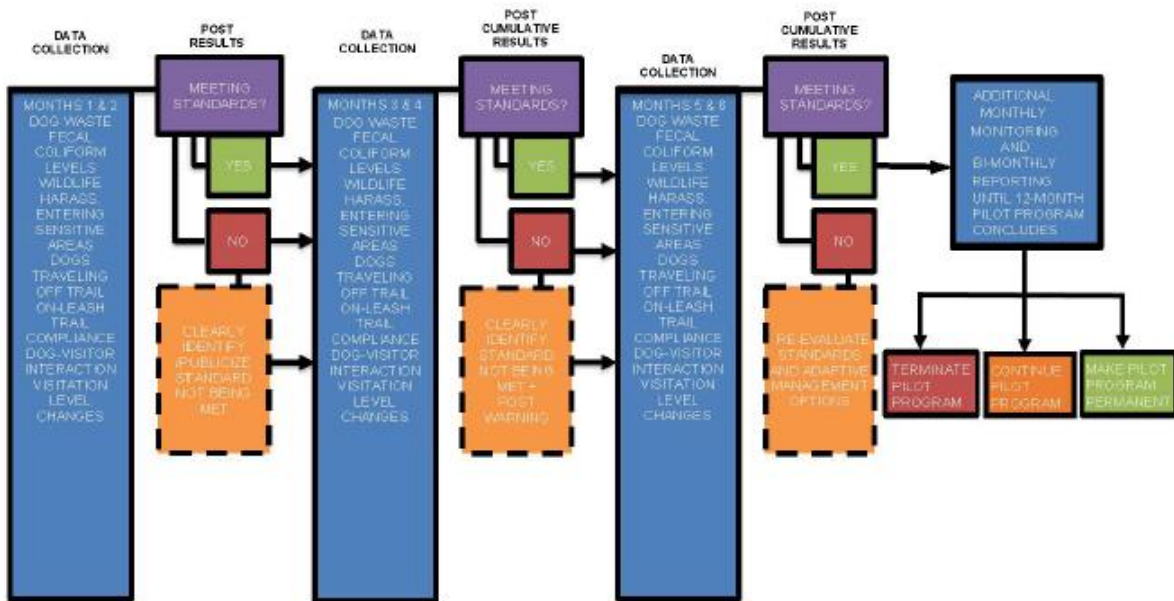 DATA
COLLECTION
MONTHS 1 & 2
DOG WASTE
FECAL
COLIFORM
LEVELS
WILDLIFE
HARASS.
ENTERING
SENSITIVE
AREAS
DOGS
TRAVELING
OFF TRAIL
ON-LEASH
TRAIL
COMPLIANCE
DOG-VISITOR
INTERACTION
VISITATION
LEVEL
CHANGES
POST
RESULTS
MEETING
STANDARDS?
YES
NO
CLEARLY
IDENTIFY
/PUBLICIZE
STANDARD
NOT BEING
MET
DATA
COLLECTION
MONTHS 3 & 4
DOG WASTE
FECAL
COLIFORM
LEVELS
WILDLIFE
HARASS.
ENTERING
SENSITIVE
AREAS
DOGS
TRAVELING
OFF TRAIL
ON-LEASH
TRAIL
COMPLIANCE
DOG-VISITOR
INTERACTION
VISITATION
LEVEL
CHANGES
POST
CUMULATIVE
RESULTS
MEETING
STANDARDS?
YES
NO
CLEARLY
IDENTIFY
STANDARD
NOT BEING
MET +
POST
WARNING
DATA
COLLECTION
MONTHS 5 & 6
DOG WASTE
FECAL
COLIFORM
LEVELS
WILDLIFE
HARASS.
ENTERING
SENSITIVE
AREAS
DOGS
TRAVELING
OFF TRAIL
ON-LEASH
TRAIL
COMPLIANCE
DOG-VISITOR
INTERACTION
VISITATION
LEVEL
CHANGES
POST
CUMULATIVE
RESULTS
MEETING
STANDARDS?
YES
NO
RE-EVALUATE
STANDARDS
AND ADAPTIVE
MANAGEMENT
OPTIONS
ADDITIONAL
MONTHLY
MONITORING
AND
BI-MONTHLY
REPORTING
UNTIL 12-MONTH
PILOT PROGRAM
CONCLUDES
TERMINATE
PILOT
PROGRAM
CONTINUE
PILOT
PROGRAM
MAKE PILOT
PROGRAM
PERMANENT